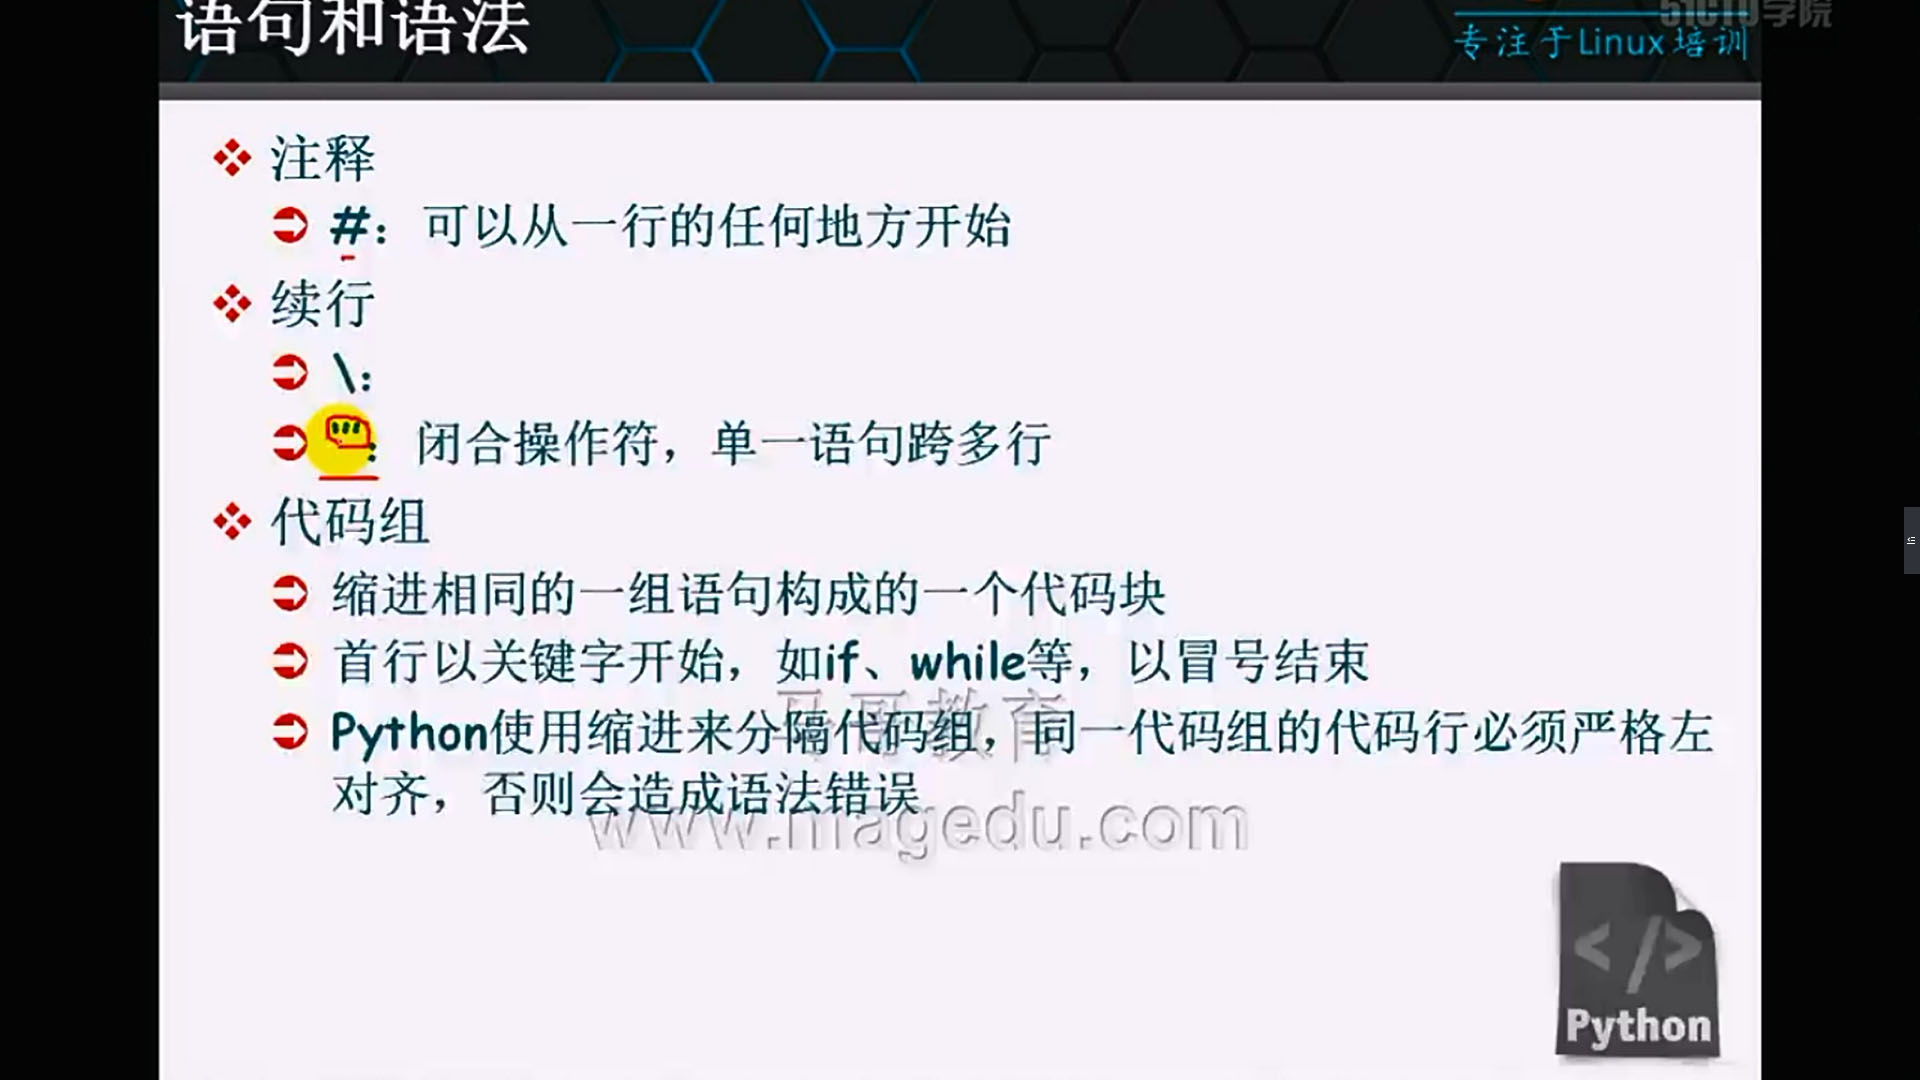 语句和语法
51CTO学院
专注于Linux培训
注释
#： 可以从一行的任何地方开始
续行
\：
'''： 闭合操作符，单一语句跨多行
代码组
缩进相同的一组语句构成的一个代码块
首行以关键字开始，如if、while等，以冒号结束
Python使用缩进来分隔代码组，同一代码组的代码行必须严格左
对齐，否则会造成语法错误
马哥教育
www.magedu.com
</>
Python